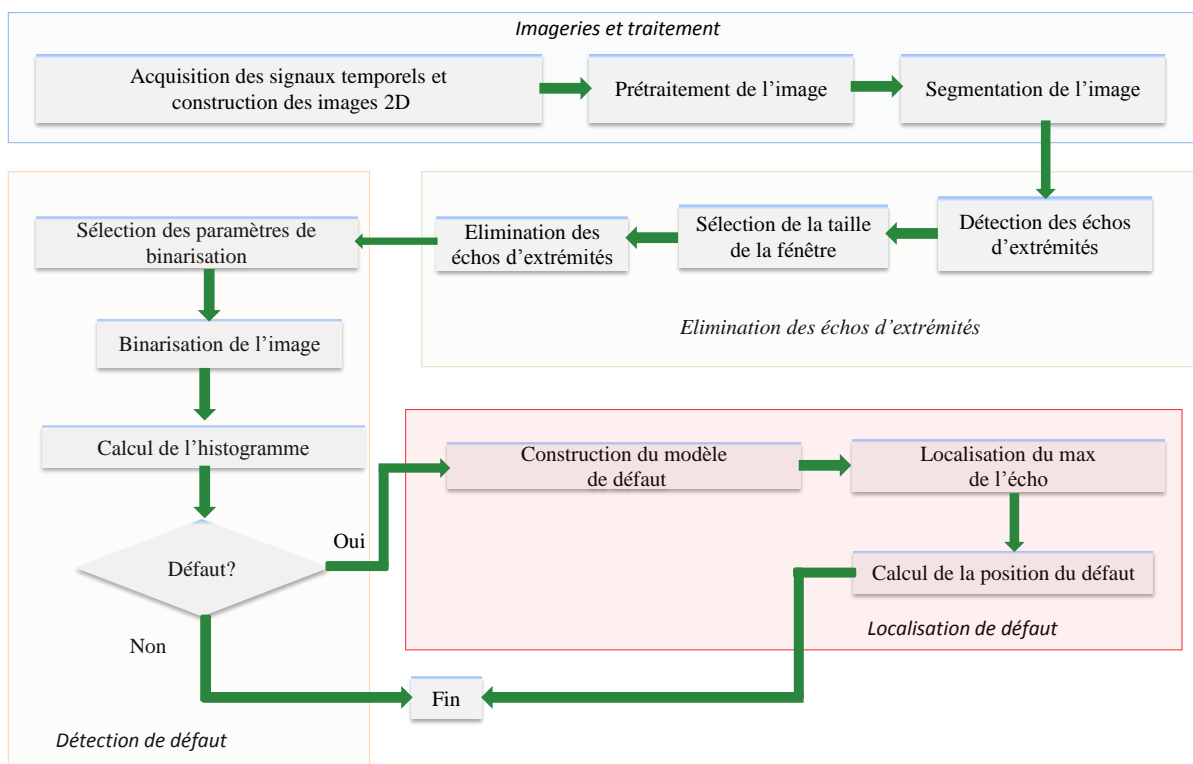 Imageries et traitement
Acquisition des signaux temporels et
construction des images 2D
Prétraitement de l’image
Segmentation de l’image
Détection des échos
d’extrémités
Sélection de la taille
de la fénêtre
Elimination des
échos d’extrémités
Elimination des échos d’extrémités
Sélection des paramètres de
binarisation
Binarisation de l’image
Calcul de l’histogramme
Défaut?
Oui
Non
Détection de défaut
Construction du modèle
de défaut
Localisation du max
de l’écho
Calcul de la position du défaut
Localisation de défaut
Fin